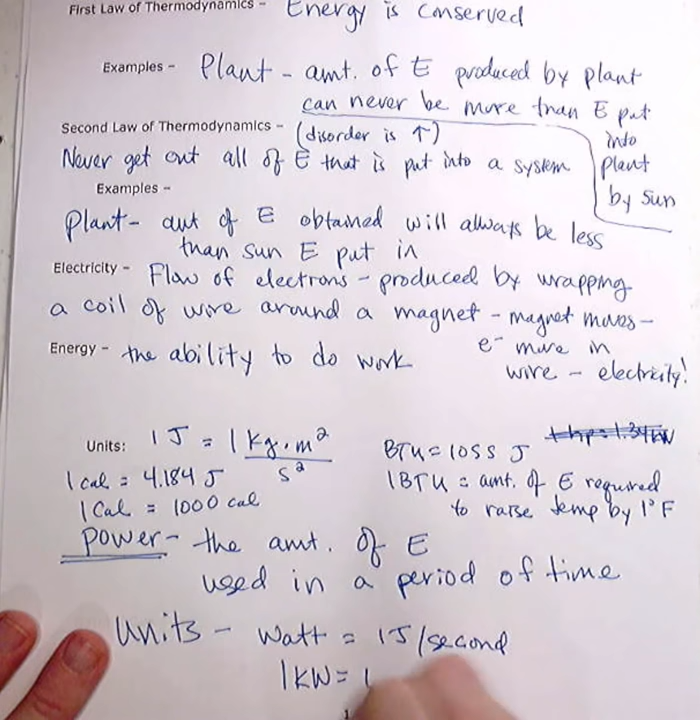 First Law of Thermodynamics - Energy is conserved
Examples - Plant - amt. of E produced by plant
can never be more than E put
into
plant
by sun
Second Law of Thermodynamics - (disorder is ↑)
Never get out all of E that is put into a system
Examples -
Plant - amt of E obtained will always be less
than sun E put in
Electricity - Flow of electrons - produced by wrapping
a coil of wire around a magnet - magnet moves -
e⁻ move in
wire - electricity!
Energy - the ability to do work
Units: 1 J = 1 kg·m²/s²
1 cal = 4.184 J
1 Cal = 1000 cal
1 hp = 1.34 kW
BTU = 1055 J
1 BTU = amt. of E required
to raise temp by 1°F
Power - the amt. of E
used in a period of time
Units - Watt = 1J/second
1 KW = 1
1